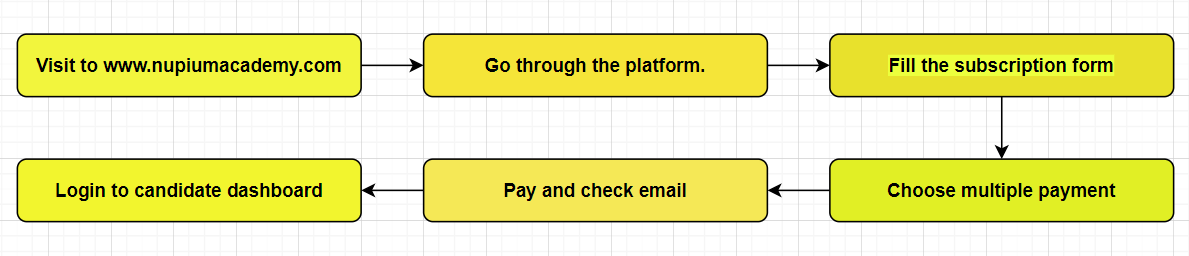 Visit to www.nupiumacademy.com
Go through the platform.
Fill the subscription form
Choose multiple payment
Pay and check email
Login to candidate dashboard